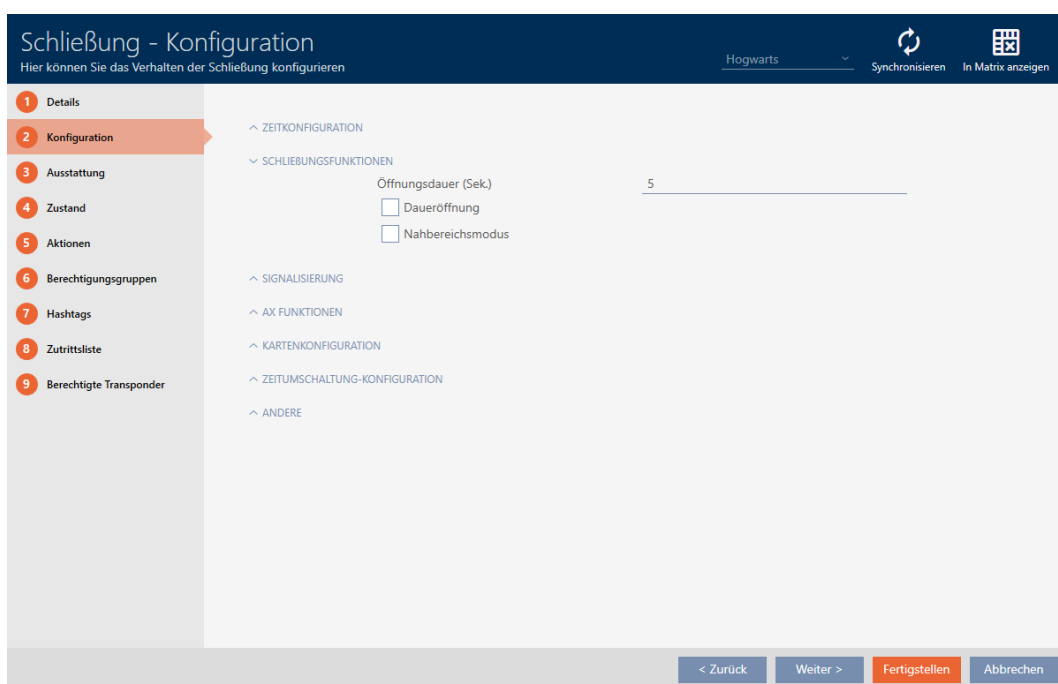 Schließung - Konfiguration
Hier können Sie das Verhalten der Schließung konfigurieren
Hogwarts
Synchronisieren
In Matrix anzeigen
1 Details
2 Konfiguration
3 Ausstattung
4 Zustand
5 Aktionen
6 Berechtigungsgruppen
7 Hashtags
8 Zutrittsliste
9 Berechtigte Transponder
ZEITKONFIGURATION
SCHLIEßUNGSFUNKTIONEN
Öffnungsdauer (Sek.) 5
Daueröffnung
Nahbereichsmodus
SIGNALISIERUNG
AX FUNKTIONEN
KARTENKONFIGURATION
ZEITUMSCHALTUNG-KONFIGURATION
ANDERE
< Zurück
Weiter >
Fertigstellen
Abbrechen